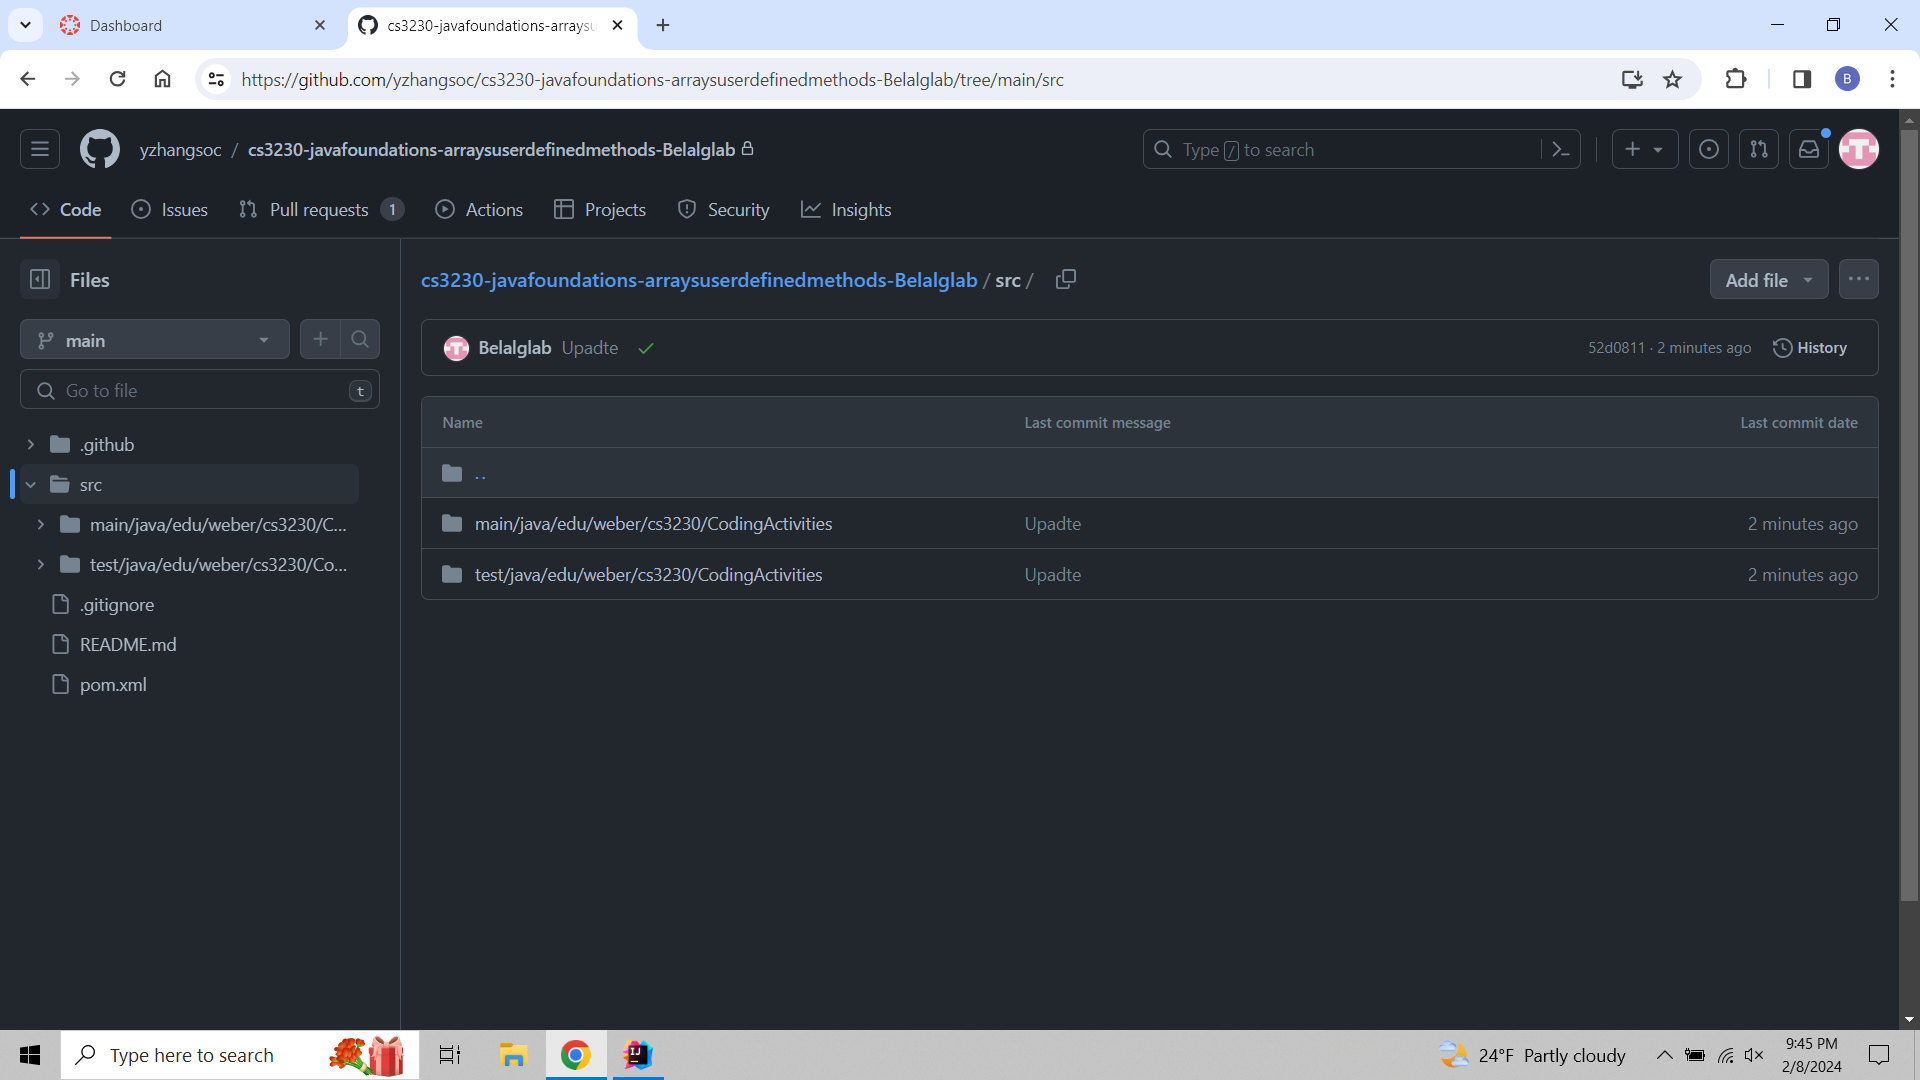 Dashboard
cs3230-javafoundations-arraysu
https://github.com/yzhangsoc/cs3230-javafoundations-arraysuserdefinedmethods-Belalglab/tree/main/src
B
yzhangsoc / cs3230-javafoundations-arraysuserdefinedmethods-Belalglab
Type / to search
Code
Issues
Pull requests 1
Actions
Projects
Security
Insights
Files
cs3230-javafoundations-arraysuserdefinedmethods-Belalglab / src /
Add file
main
Belalglab Upadte
52d0811 · 2 minutes ago
History
Go to file
t
Name
Last commit message
Last commit date
.github
..
src
main/java/edu/weber/cs3230/C...
main/java/edu/weber/cs3230/CodingActivities
Upadte
2 minutes ago
test/java/edu/weber/cs3230/Co...
test/java/edu/weber/cs3230/CodingActivities
Upadte
2 minutes ago
.gitignore
README.md
pom.xml
Type here to search
IJ
24°F Partly cloudy
9:45 PM
2/8/2024